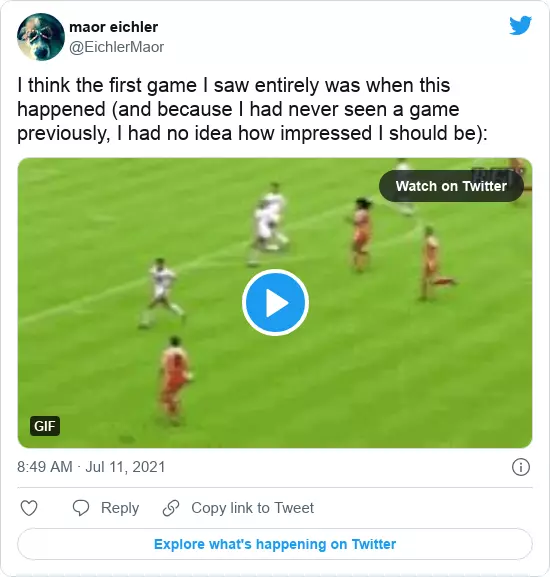 maor eichler
@EichlerMaor
I think the first game I saw entirely was when this
happened (and because I had never seen a game
previously, I had no idea how impressed I should be):
Watch on Twitter
GIF
8:49 AM · Jul 11, 2021
Reply
Copy link to Tweet
Explore what's happening on Twitter